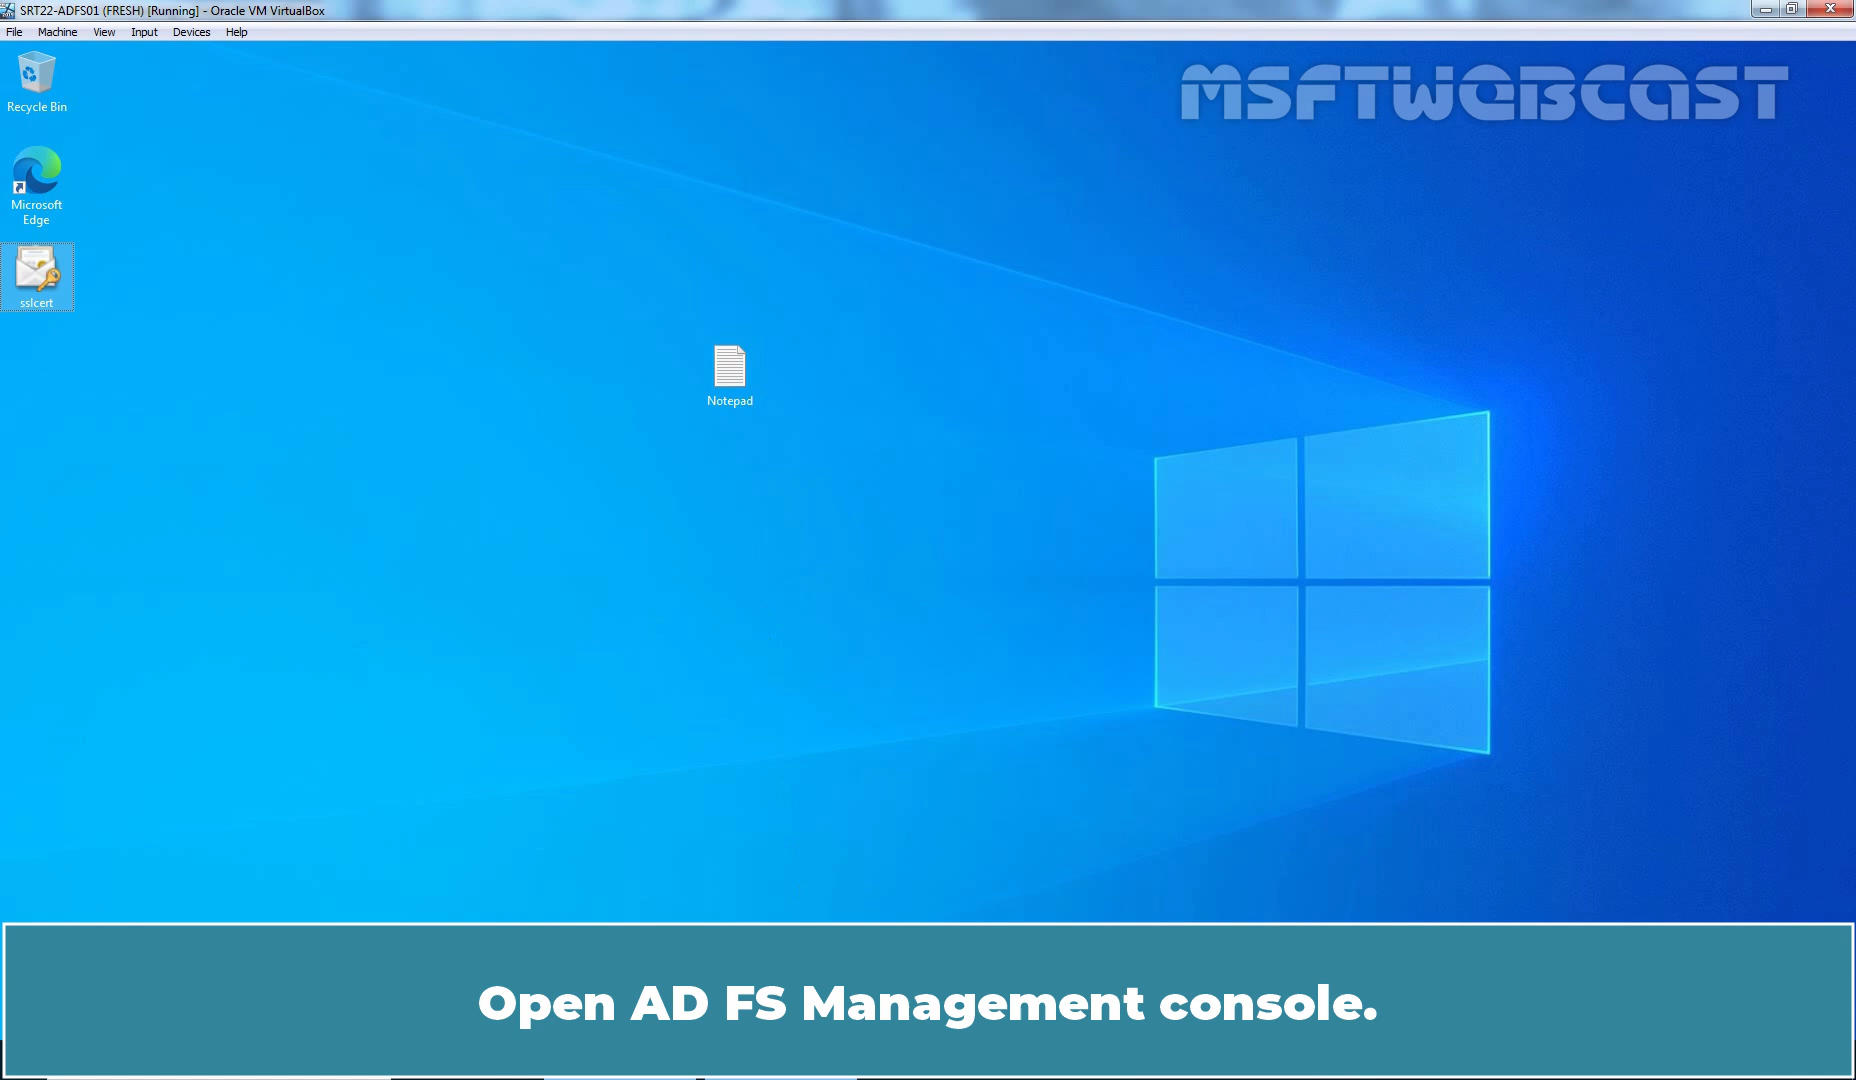 SRT22-ADFS01 (FRESH) [Running] - Oracle VM VirtualBox
File Machine View Input Devices Help
MSFTWEBCAST
Recycle Bin
Microsoft
Edge
sslcert
Notepad
Open AD FS Management console.